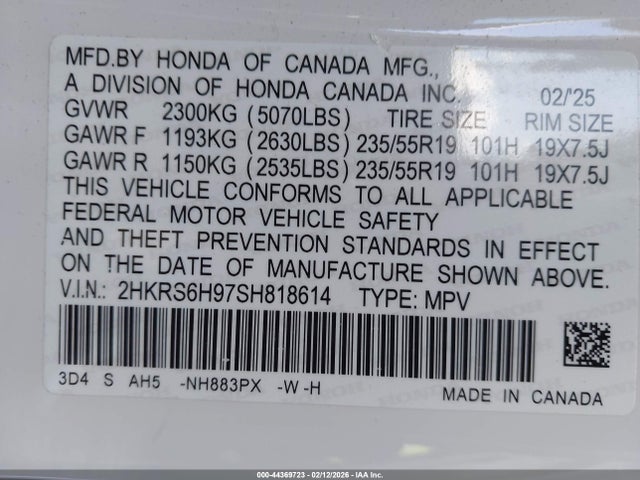 MFD.BY HONDA OF CANADA MFG.,
A DIVISION OF HONDA CANADA INC. 02/'25
GVWR 2300KG (5070LBS) TIRE SIZE RIM SIZE
GAWR F 1193KG (2630LBS) 235/55R19 101H 19X7.5J
GAWR R 1150KG (2535LBS) 235/55R19 101H 19X7.5J
THIS VEHICLE CONFORMS TO ALL APPLICABLE
FEDERAL MOTOR VEHICLE SAFETY
AND THEFT PREVENTION STANDARDS IN EFFECT
ON THE DATE OF MANUFACTURE SHOWN ABOVE.
V.I.N.: 2HKRS6H97SH818614 TYPE: MPV
3D4 S AH5 -NH883PX -W-H
MADE IN CANADA
000-44369723 - 02/12/2026 - IAA Inc.